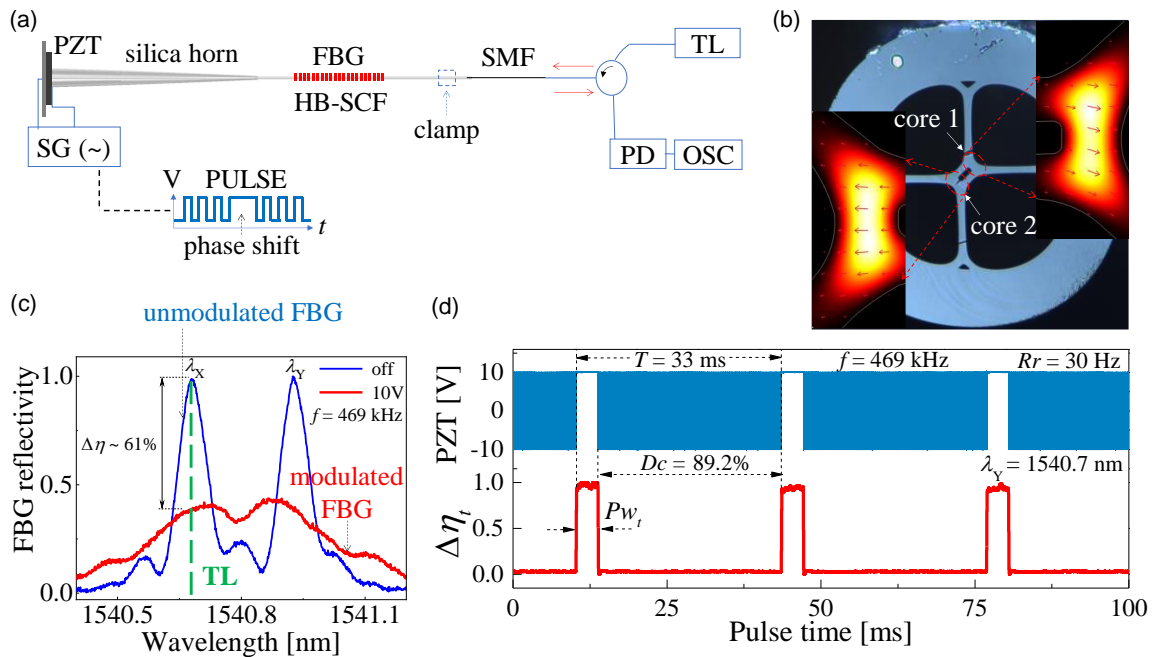 (a)
PZT
silica horn
FBG
HB-SCF
SMF
TL
clamp
SG (~)
PD
OSC
V
PULSE
t
phase shift
(b)
core 1
core 2
(c)
unmodulated FBG
λX
λY
off
10V
f = 469 kHz
Δη ~ 61%
modulated
FBG
TL
FBG reflectivity
1.0
0.5
0.0
1540.5
1540.8
1541.1
Wavelength [nm]
(d)
T = 33 ms
f = 469 kHz
Rr = 30 Hz
PZT [V]
10
0
-10
Dc = 89.2%
λY = 1540.7 nm
Pwt
Δηt
1.0
0.5
0.0
0
25
50
75
100
Pulse time [ms]